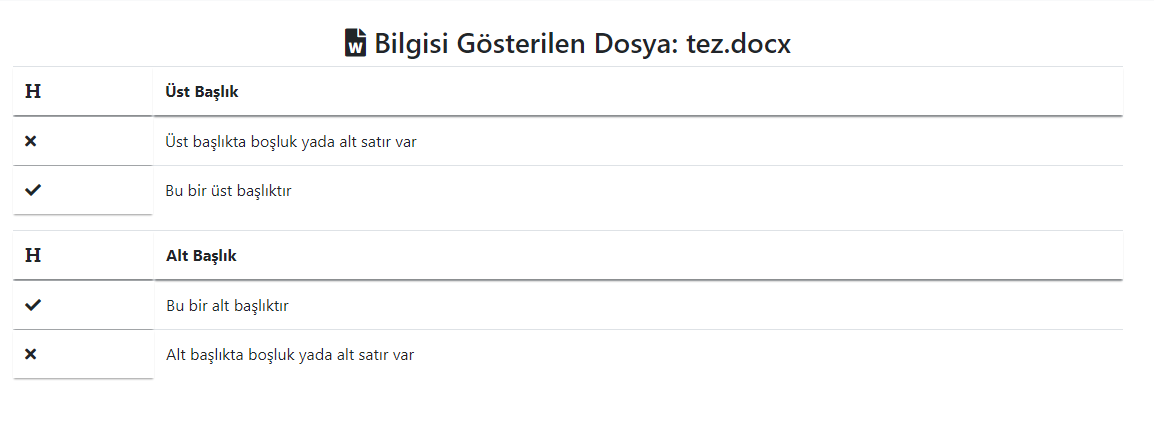 Bilgisi Gösterilen Dosya: tez.docx
H Üst Başlık
Üst başlıkta boşluk yada alt satır var
Bu bir üst başlıktır
H Alt Başlık
Bu bir alt başlıktır
Alt başlıkta boşluk yada alt satır var